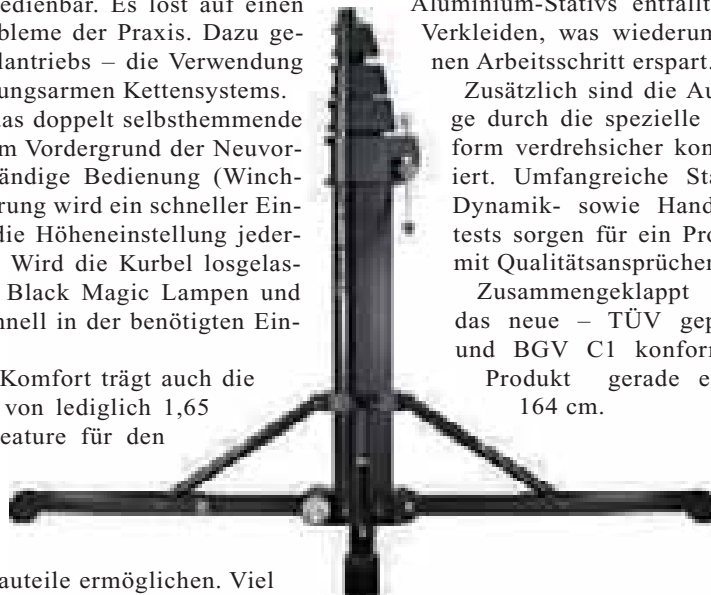 edienbar. Es löst auf einen
bleme der Praxis. Dazu ge-
lantriebs – die Verwendung
ungsarmen Kettensystems.
as doppelt selbsthemmende
m Vordergrund der Neuvor-
ändige Bedienung (Winch-
rung wird ein schneller Ein-
die Höheneinstellung jeder-
Wird die Kurbel losgelas-
Black Magic Lampen und
nell in der benötigten Ein-
Komfort trägt auch die
von lediglich 1,65
eature für den
auteile ermöglichen. Viel
Aluminium-Stativs entfällt
Verkleiden, was wiederun
nen Arbeitsschritt erspart.
Zusätzlich sind die Au
ge durch die spezielle
form verdrehsicher kon
iert. Umfangreiche Sta
Dynamik- sowie Hand
tests sorgen für ein Pro
mit Qualitätsansprüchen
Zusammengeklappt
das neue – TÜV gep
und BGV C1 konforr
Produkt gerade e
164 cm.